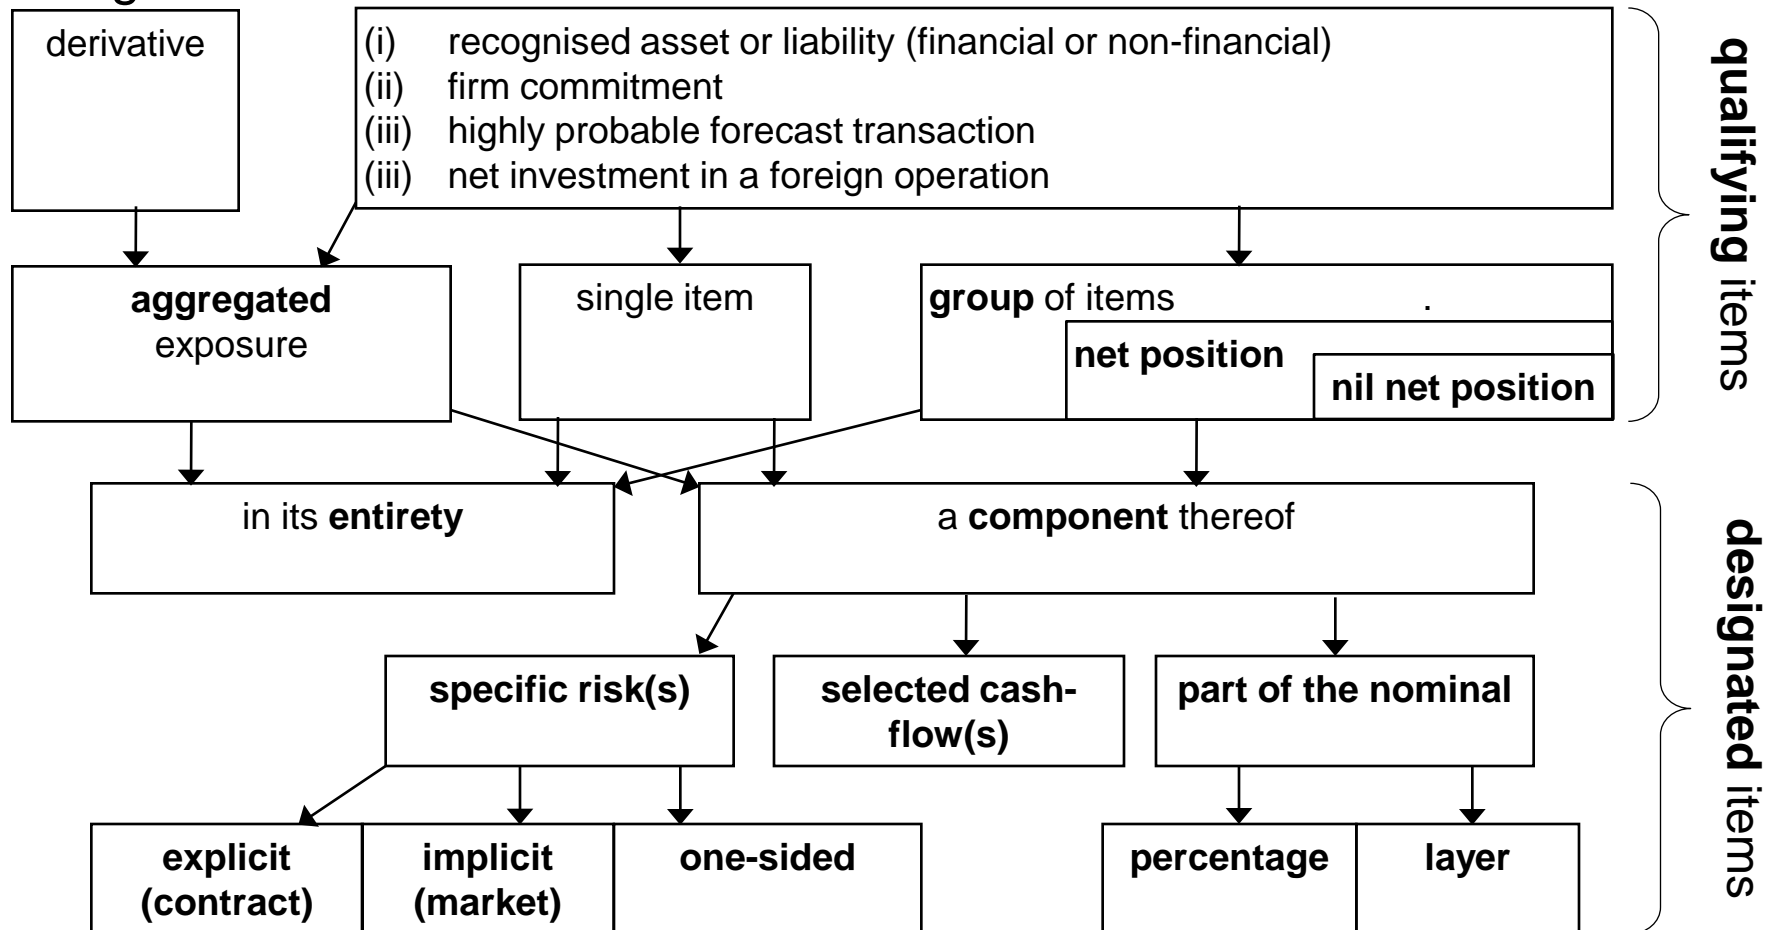 derivative
(i) recognised asset or liability (financial or non-financial)
(ii) firm commitment
(iii) highly probable forecast transaction
(iii) net investment in a foreign operation
qualifying items
aggregated
exposure
single item
group of items .
net position
nil net position
in its entirety
a component thereof
designated items
specific risk(s)
selected cash-
flow(s)
part of the nominal
explicit
(contract)
implicit
(market)
one-sided
percentage
layer